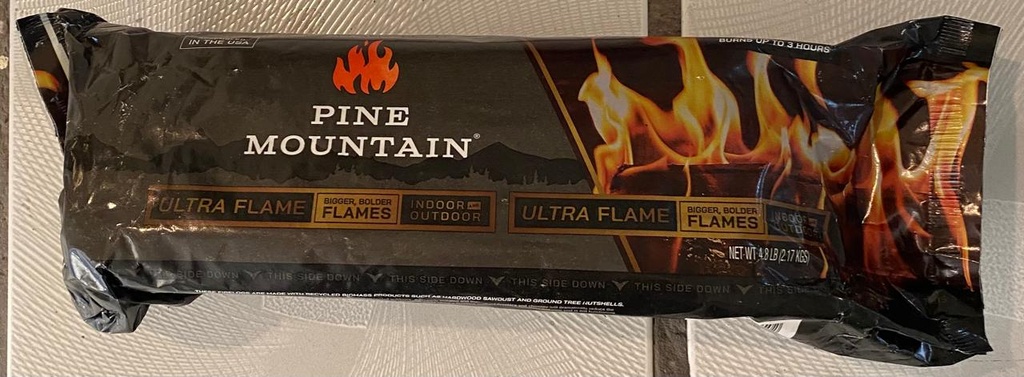 IN THE USA
BURNS UP TO 3 HOURS
PINE
MOUNTAIN®
ULTRA FLAME BIGGER, BOLDER FLAMES INDOOR AND OUTDOOR
ULTRA FLAME BIGGER, BOLDER FLAMES
NET WT 4.8 LB (2.17 KGS)
THIS SIDE DOWN THIS SIDE DOWN THIS SIDE DOWN THIS SIDE DOWN THIS SIDE
THESE FIRELOGS ARE MADE WITH RECYCLED BIOMASS PRODUCTS SUCH AS HARDWOOD SAWDUST AND GROUND TREE NUTSHELLS.